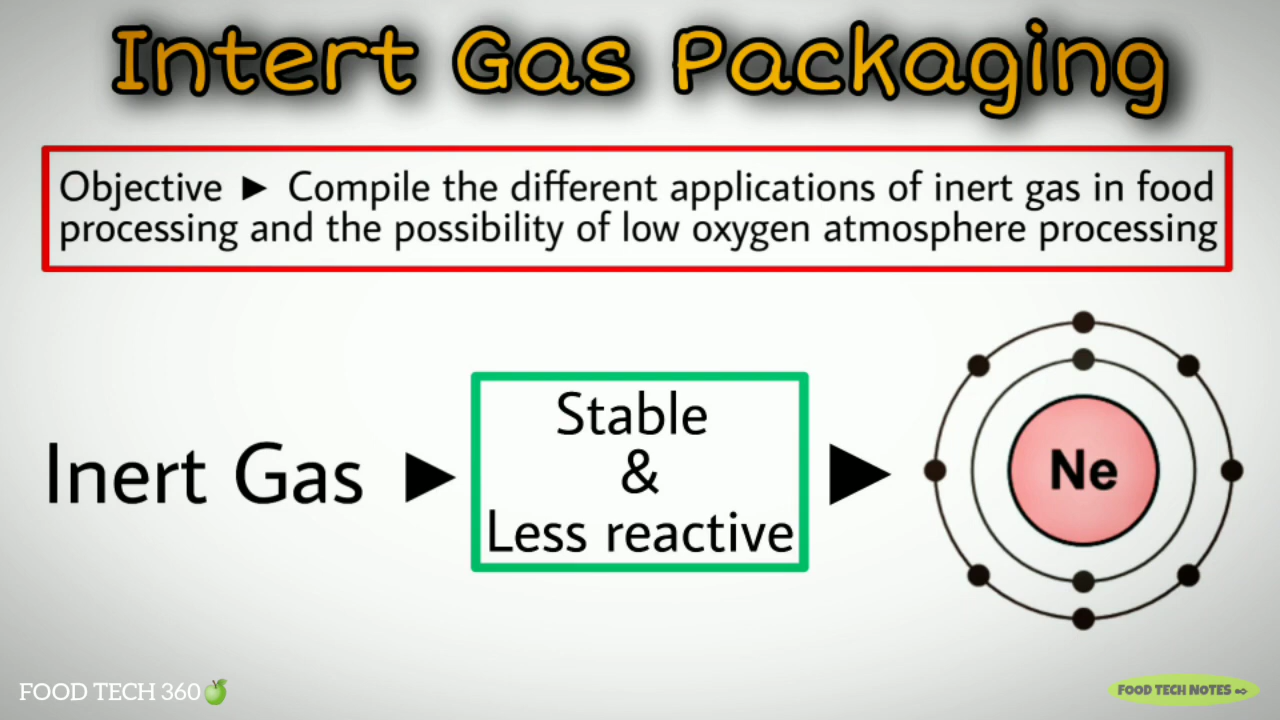 Intert Gas Packaging
Objective ► Compile the different applications of inert gas in food
processing and the possibility of low oxygen atmosphere processing
Inert Gas ►
Stable
&
Less reactive
Ne
FOOD TECH 360
FOOD TECH NOTES